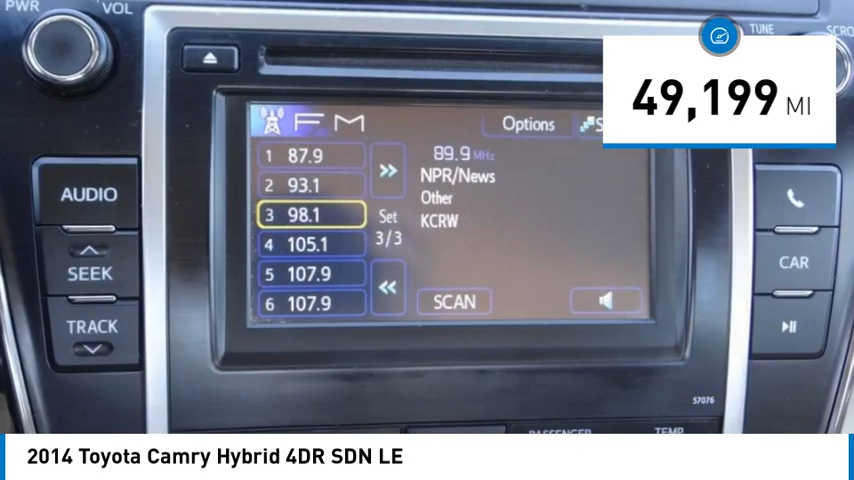 PWR
VOL
TUNE
49,199 MI
FM
Options
1 87.9
2 93.1
3 98.1
4 105.1
5 107.9
6 107.9
Set
3/3
89.9 MHz
NPR/News
Other
KCRW
SCAN
AUDIO
SEEK
TRACK
CAR
57076
PASSENGER
TEMP
2014 Toyota Camry Hybrid 4DR SDN LE